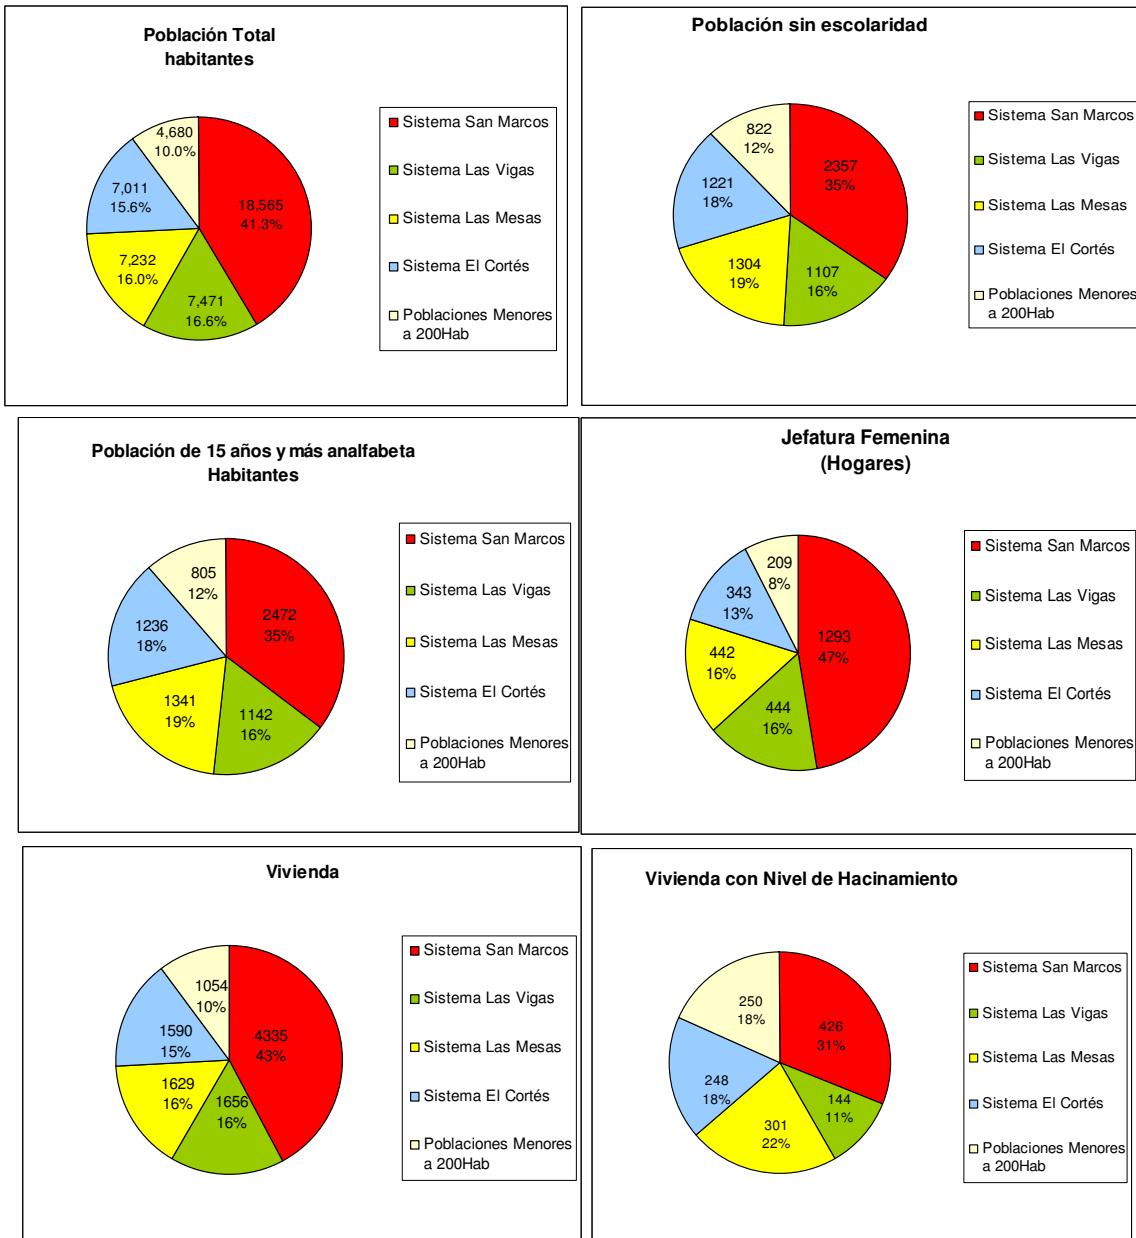 Población Total
habitantes
4,680
10.0%
7,011
15.6%
18,565
41.3%
7,232
16.0%
7,471
16.6%
Sistema San Marcos
Sistema Las Vigas
Sistema Las Mesas
Sistema El Cortés
Poblaciones Menores
a 200Hab
Población sin escolaridad
822
12%
2357
35%
1221
18%
1304
19%
1107
16%
Sistema San Marcos
Sistema Las Vigas
Sistema Las Mesas
Sistema El Cortés
Poblaciones Menores
a 200Hab
Población de 15 años y más analfabeta
Habitantes
805
12%
2472
35%
1236
18%
1341
19%
1142
16%
Sistema San Marcos
Sistema Las Vigas
Sistema Las Mesas
Sistema El Cortés
Poblaciones Menores
a 200Hab
Jefatura Femenina
(Hogares)
209
8%
343
13%
1293
47%
442
16%
444
16%
Sistema San Marcos
Sistema Las Vigas
Sistema Las Mesas
Sistema El Cortés
Poblaciones Menores
a 200Hab
Vivienda
1054
10%
1590
15%
4335
43%
1629
16%
1656
16%
Sistema San Marcos
Sistema Las Vigas
Sistema Las Mesas
Sistema El Cortés
Poblaciones Menores
a 200Hab
Vivienda con Nivel de Hacinamiento
250
18%
426
31%
248
18%
144
11%
301
22%
Sistema San Marcos
Sistema Las Vigas
Sistema Las Mesas
Sistema El Cortés
Poblaciones Menores
a 200Hab